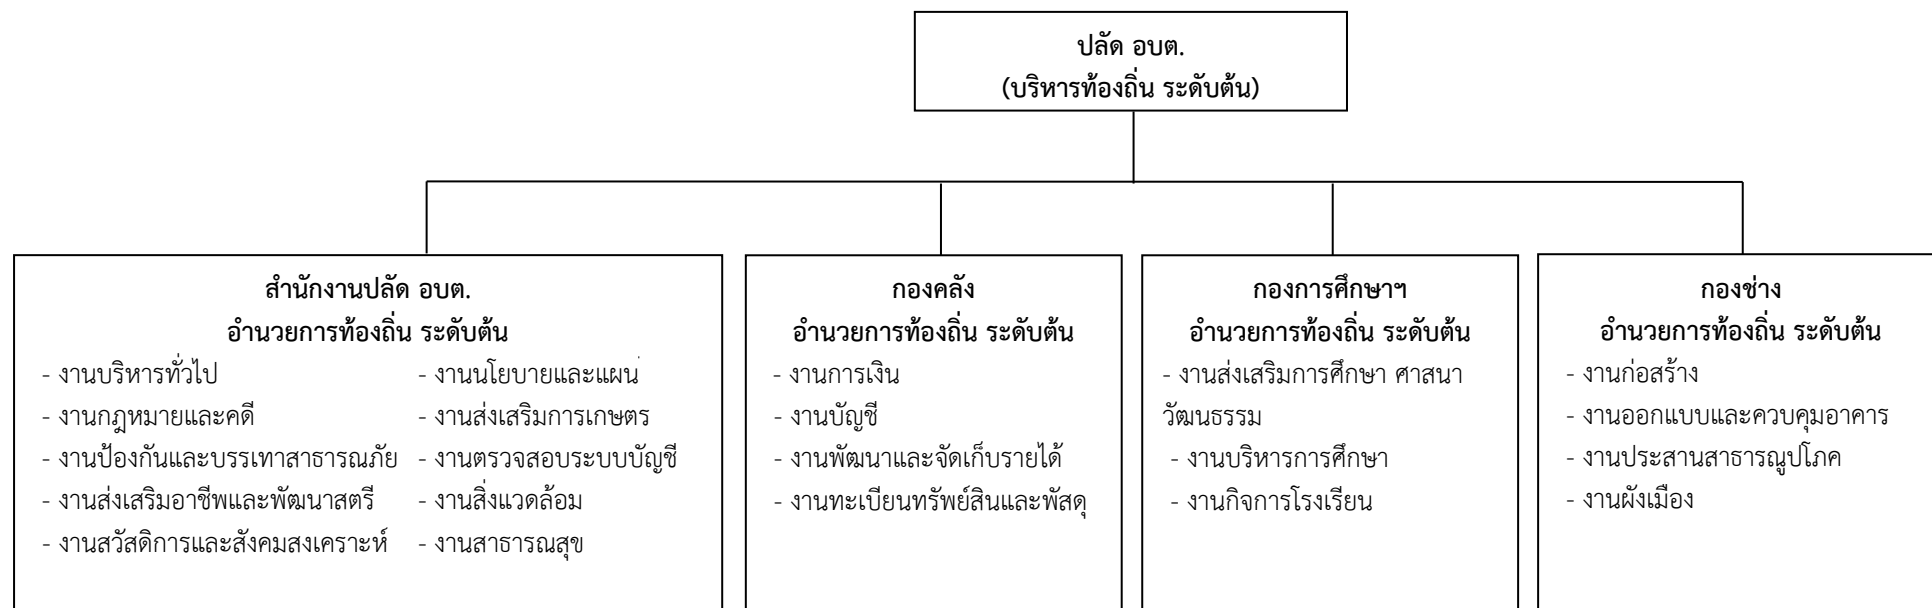 ปลัด อบต.
(บริหารท้องถิ่น ระดับต้น)
สำนักงานปลัด อบต.
อำนวยการท้องถิ่น ระดับต้น
- งานบริหารทั่วไป - งานนโยบายและแผน
- งานกฎหมายและคดี - งานส่งเสริมการเกษตร
- งานป้องกันและบรรเทาสาธารณภัย - งานตรวจสอบระบบบัญชี
- งานส่งเสริมอาชีพและพัฒนาสตรี - งานสิ่งแวดล้อม
- งานสวัสดิการและสังคมสงเคราะห์ - งานสาธารณสุข
กองคลัง
อำนวยการท้องถิ่น ระดับต้น
- งานการเงิน
- งานบัญชี
- งานพัฒนาและจัดเก็บรายได้
- งานทะเบียนทรัพย์สินและพัสดุ
กองการศึกษาฯ
อำนวยการท้องถิ่น ระดับต้น
- งานส่งเสริมการศึกษา ศาสนา
วัฒนธรรม
- งานบริหารการศึกษา
- งานกิจการโรงเรียน
กองช่าง
อำนวยการท้องถิ่น ระดับต้น
- งานก่อสร้าง
- งานออกแบบและควบคุมอาคาร
- งานประสานสาธารณูปโภค
- งานผังเมือง